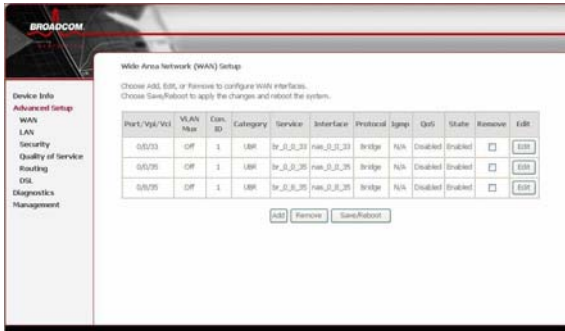 BROADCOM
Wide Area Network (WAN) Setup
Choose Add, Edit, or Remove to configure WAN interfaces.
Choose Save/Reboot to apply the changes and reboot the system.
Device Info
Advanced Setup
WAN
LAN
Security
Quality of Service
Routing
DSL
Diagnostics
Management
Port/Vpi/Vci VLAN Mux Con. ID Category Service Interface Protocol Igmp QoS State Remove Edit
0/0/33 Off 1 UBR br_0_0_33 nas_0_0_33 Bridge N/A Disabled Enabled Edit
0/0/35 Off 1 UBR br_0_0_35 nas_0_0_35 Bridge N/A Disabled Enabled Edit
0/8/35 Off 1 UBR br_0_8_35 nas_0_8_35 Bridge N/A Disabled Enabled Edit
Add Remove Save/Reboot